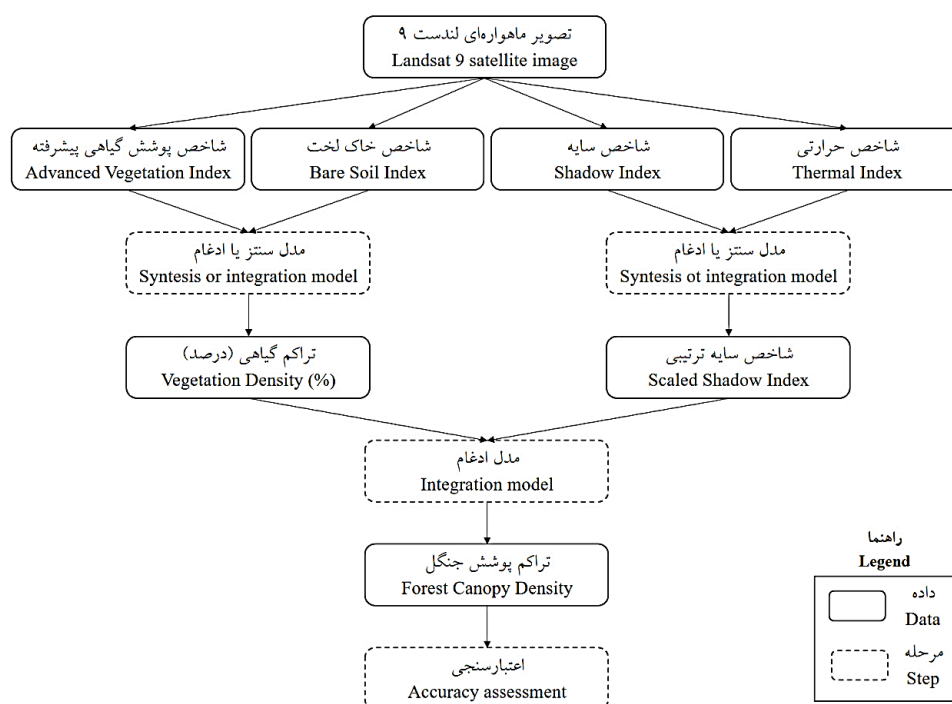 تصویر ماهواره‌ای لندست ۹
Landsat 9 satellite image
شاخص پوشش گیاهی پیشرفته
Advanced Vegetation Index
شاخص خاک لخت
Bare Soil Index
شاخص سایه
Shadow Index
شاخص حرارتی
Thermal Index
مدل سنتز یا ادغام
Syntesis or integration model
مدل سنتز یا ادغام
Syntesis ot integration model
تراکم گیاهی (درصد)
Vegetation Density (%)
شاخص سایه ترتیبی
Scaled Shadow Index
مدل ادغام
Integration model
تراکم پوشش جنگل
Forest Canopy Density
اعتبارسنجی
Accuracy assessment
راهنما
Legend
داده
Data
مرحله
Step